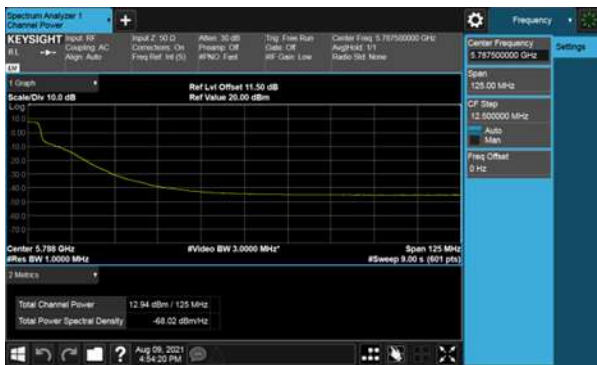 Spectrum Analyzer 1
Channel Power
+
Frequency
KEYSIGHT
RL
Input: RF
Coupling: AC
Align: Auto
Input Z: 50 Ω
Corrections: On
Freq Ref: Int (S)
Atten: 30 dB
Preamp: Off
#PNO: Fast
Trig: Free Run
Gate: Off
#IF Gain: Low
Center Freq: 5.787500000 GHz
Avg|Hold: 1/1
Radio Std: None
Center Frequency
5.787500000 GHz
Settings
Span
125.00 MHz
CF Step
12.500000 MHz
Auto
Man
Freq Offset
0 Hz
1 Graph
Scale/Div 10.0 dB
Ref Lvl Offset 11.50 dB
Ref Value 20.00 dBm
Log
10.0
0.00
-10.0
-20.0
-30.0
-40.0
-50.0
-60.0
-70.0
Center 5.788 GHz
#Res BW 1.0000 MHz
#Video BW 3.0000 MHz*
Span 125 MHz
#Sweep 9.00 s (601 pts)
2 Metrics
Total Channel Power 12.94 dBm / 125 MHz
Total Power Spectral Density -68.02 dBm/Hz
?
Aug 09, 2021
4:54:20 PM